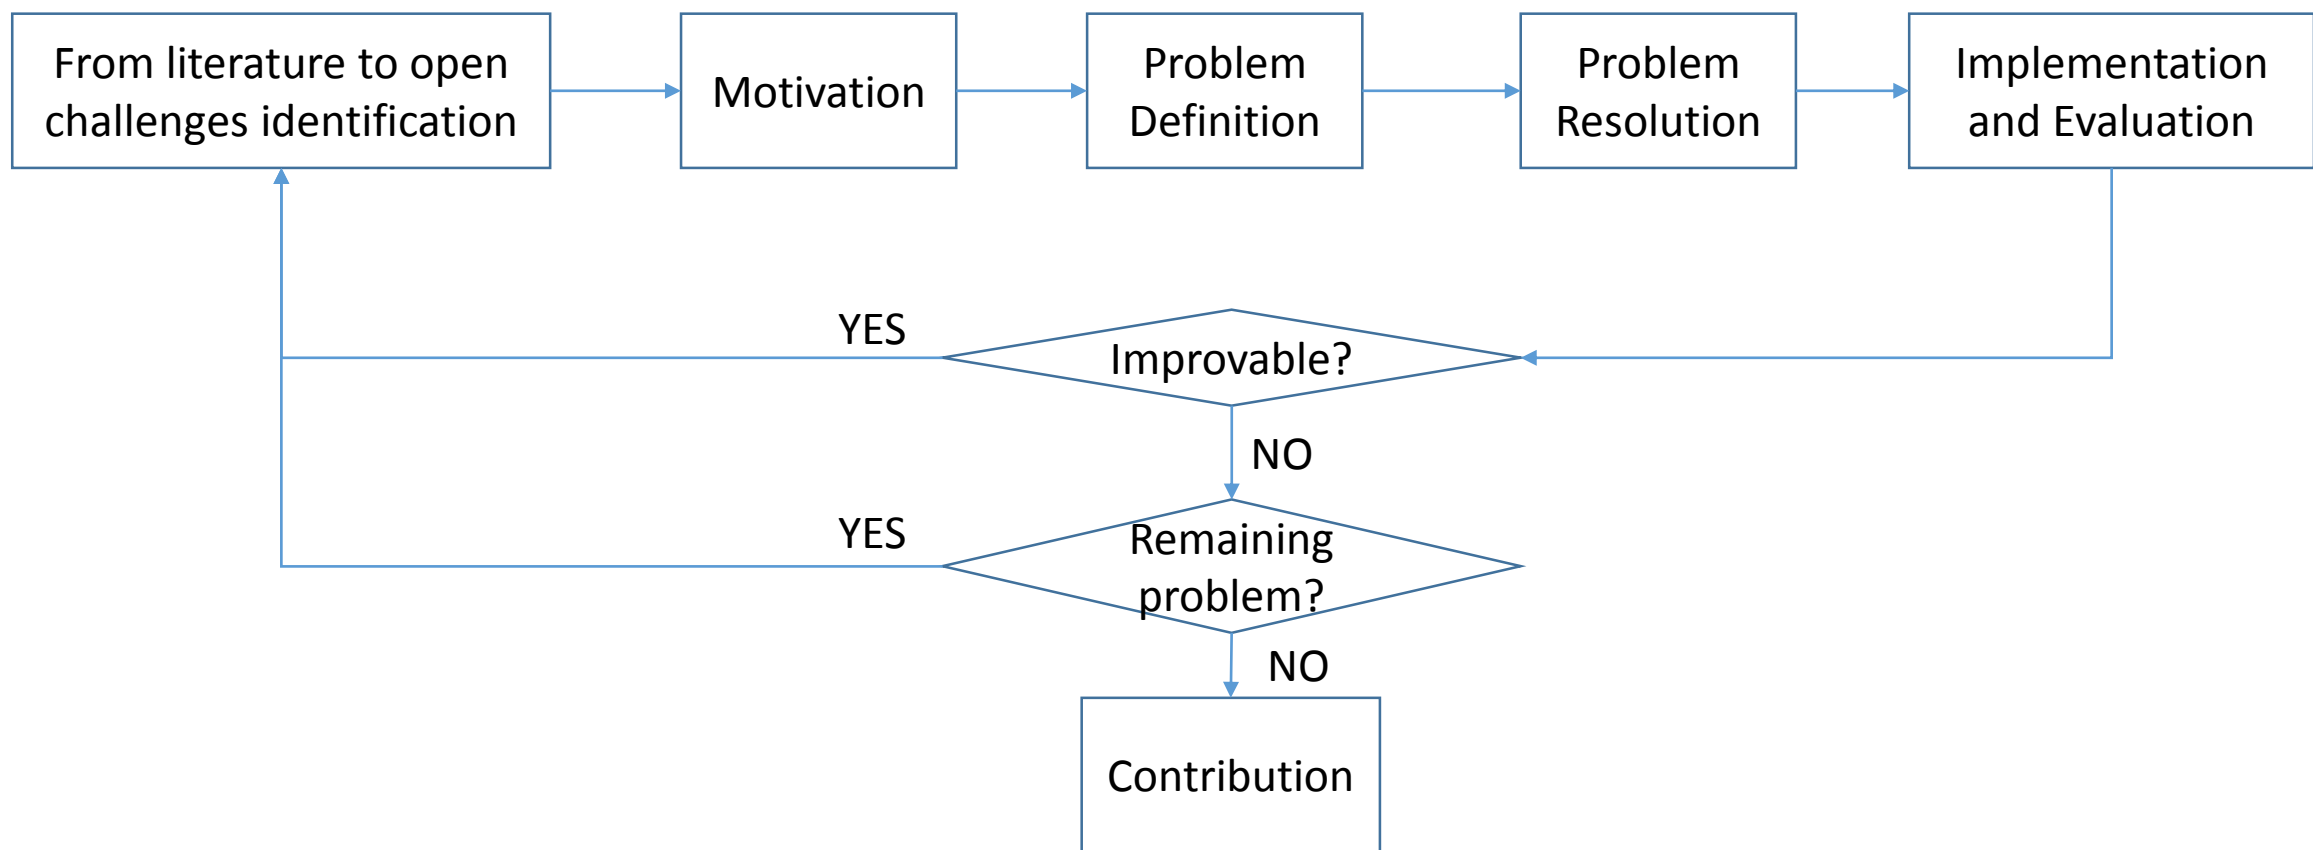 From literature to open
challenges identification
Motivation
Problem
Definition
Problem
Resolution
Implementation
and Evaluation
YES
Improvable?
NO
YES
Remaining
problem?
NO
Contribution